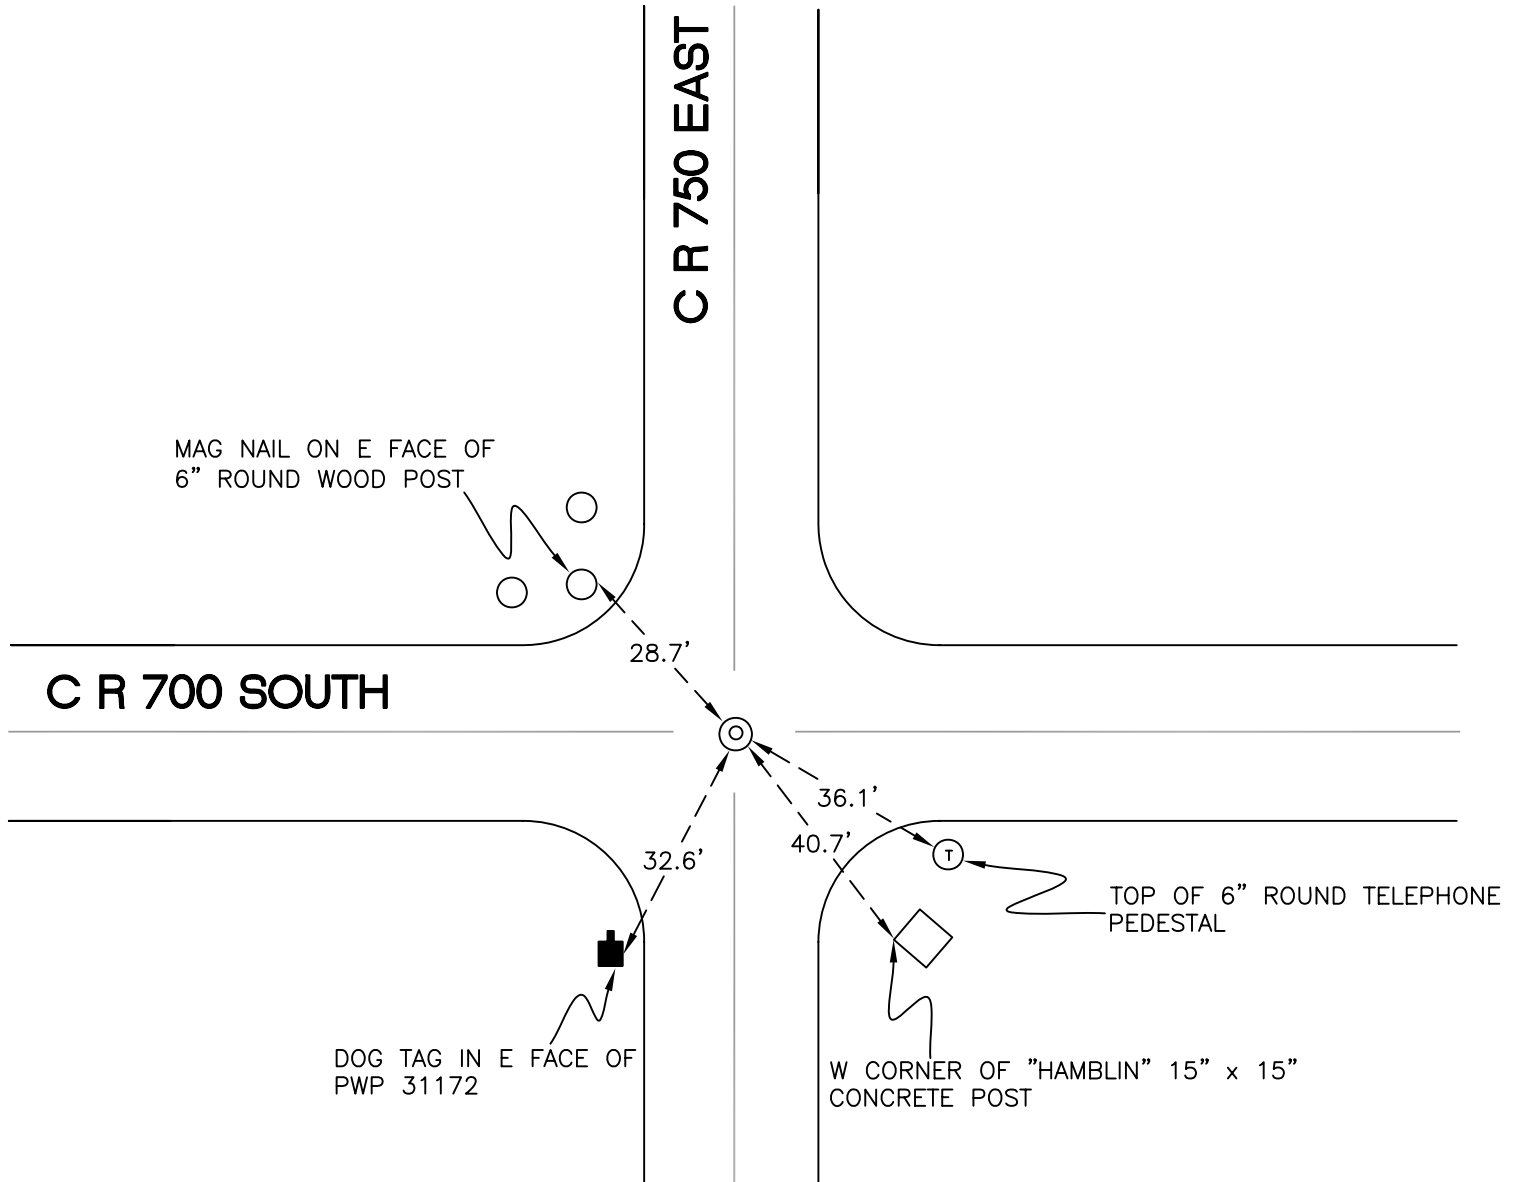 C R 750 EAST
MAG NAIL ON E FACE OF
6” ROUND WOOD POST
28.7’
C R 700 SOUTH
36.1’
40.7’
32.6’
T
TOP OF 6” ROUND TELEPHONE
PEDESTAL
DOG TAG IN E FACE OF
PWP 31172
W CORNER OF ”HAMBLIN” 15” x 15”
CONCRETE POST